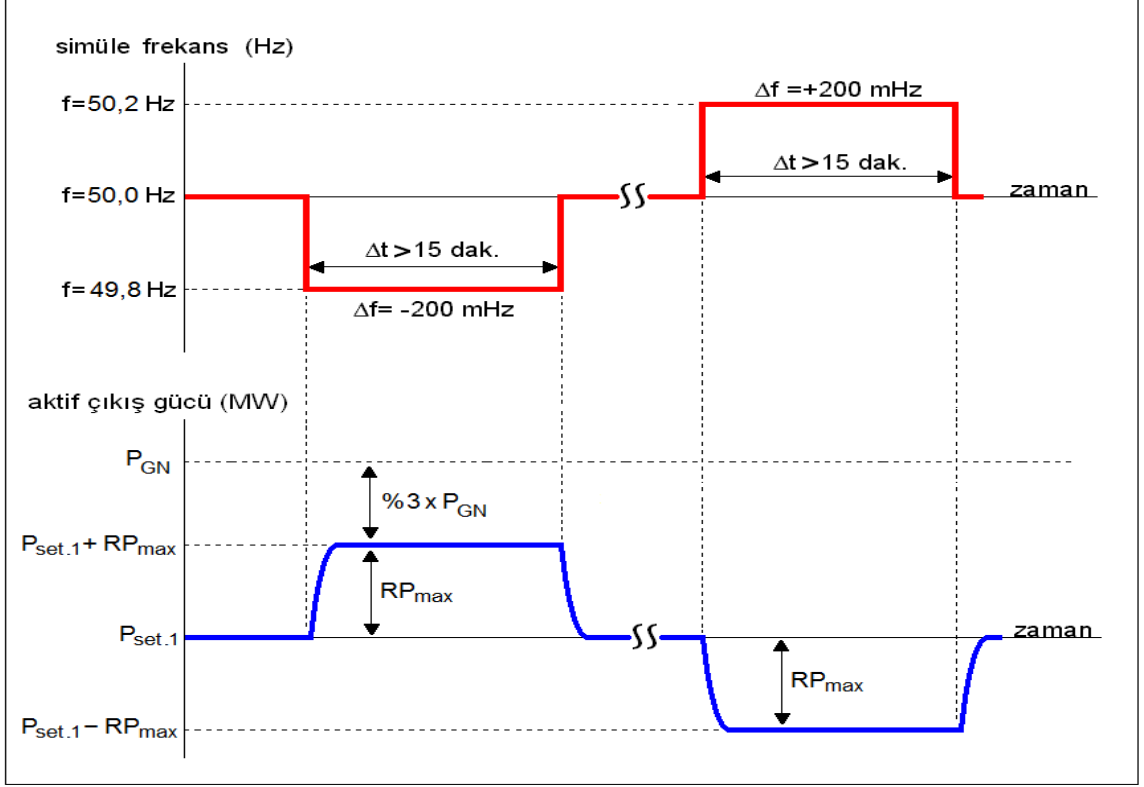 simüle frekans (Hz)
f=50,2 Hz
Δf =+200 mHz
Δt>15 dak.
f=50,0 Hz
zaman
Δt>15 dak.
f=49,8 Hz
Δf= -200 mHz
aktif çıkış gücü (MW)
PGN
%3 x PGN
Pset.1+ RPmax
RPmax
Pset.1
zaman
RPmax
Pset.1− RPmax